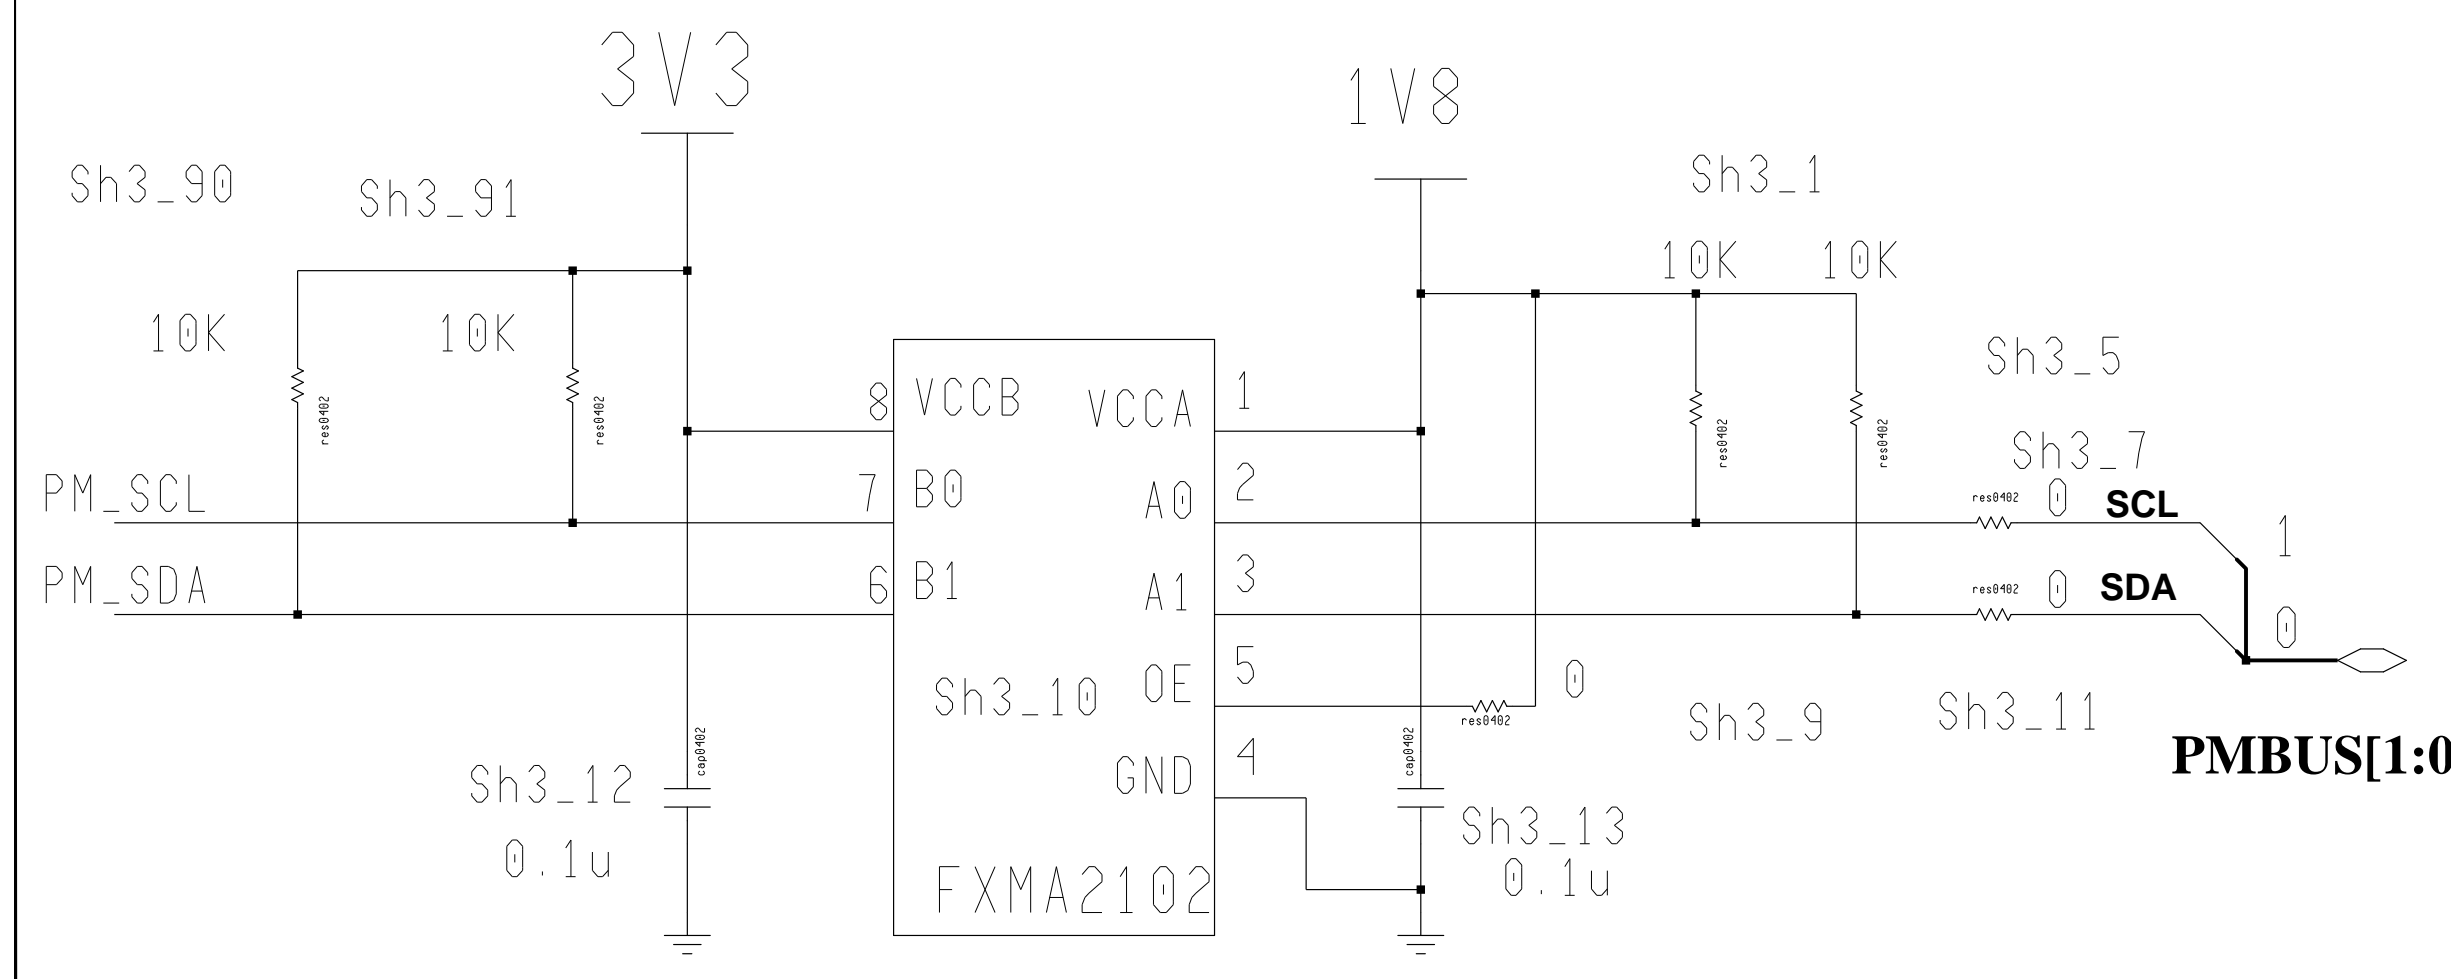 3V3
1V8
Sh3_90
Sh3_91
Sh3_1
10K
10K
10K
10K
Sh3_5
res0402
res0402
res0402
res0402
8
VCCB
VCCA
1
Sh3_7
PM_SCL
7
B0
A0
2
res0402
0
SCL
1
PM_SDA
6
B1
A1
3
res0402
0
SDA
0
Sh3_10
OE
5
res0402
0
Sh3_9
Sh3_11
PMBUS[1:0
Sh3_12
cap0402
0.1u
GND
4
cap0402
Sh3_13
0.1u
FXMA2102